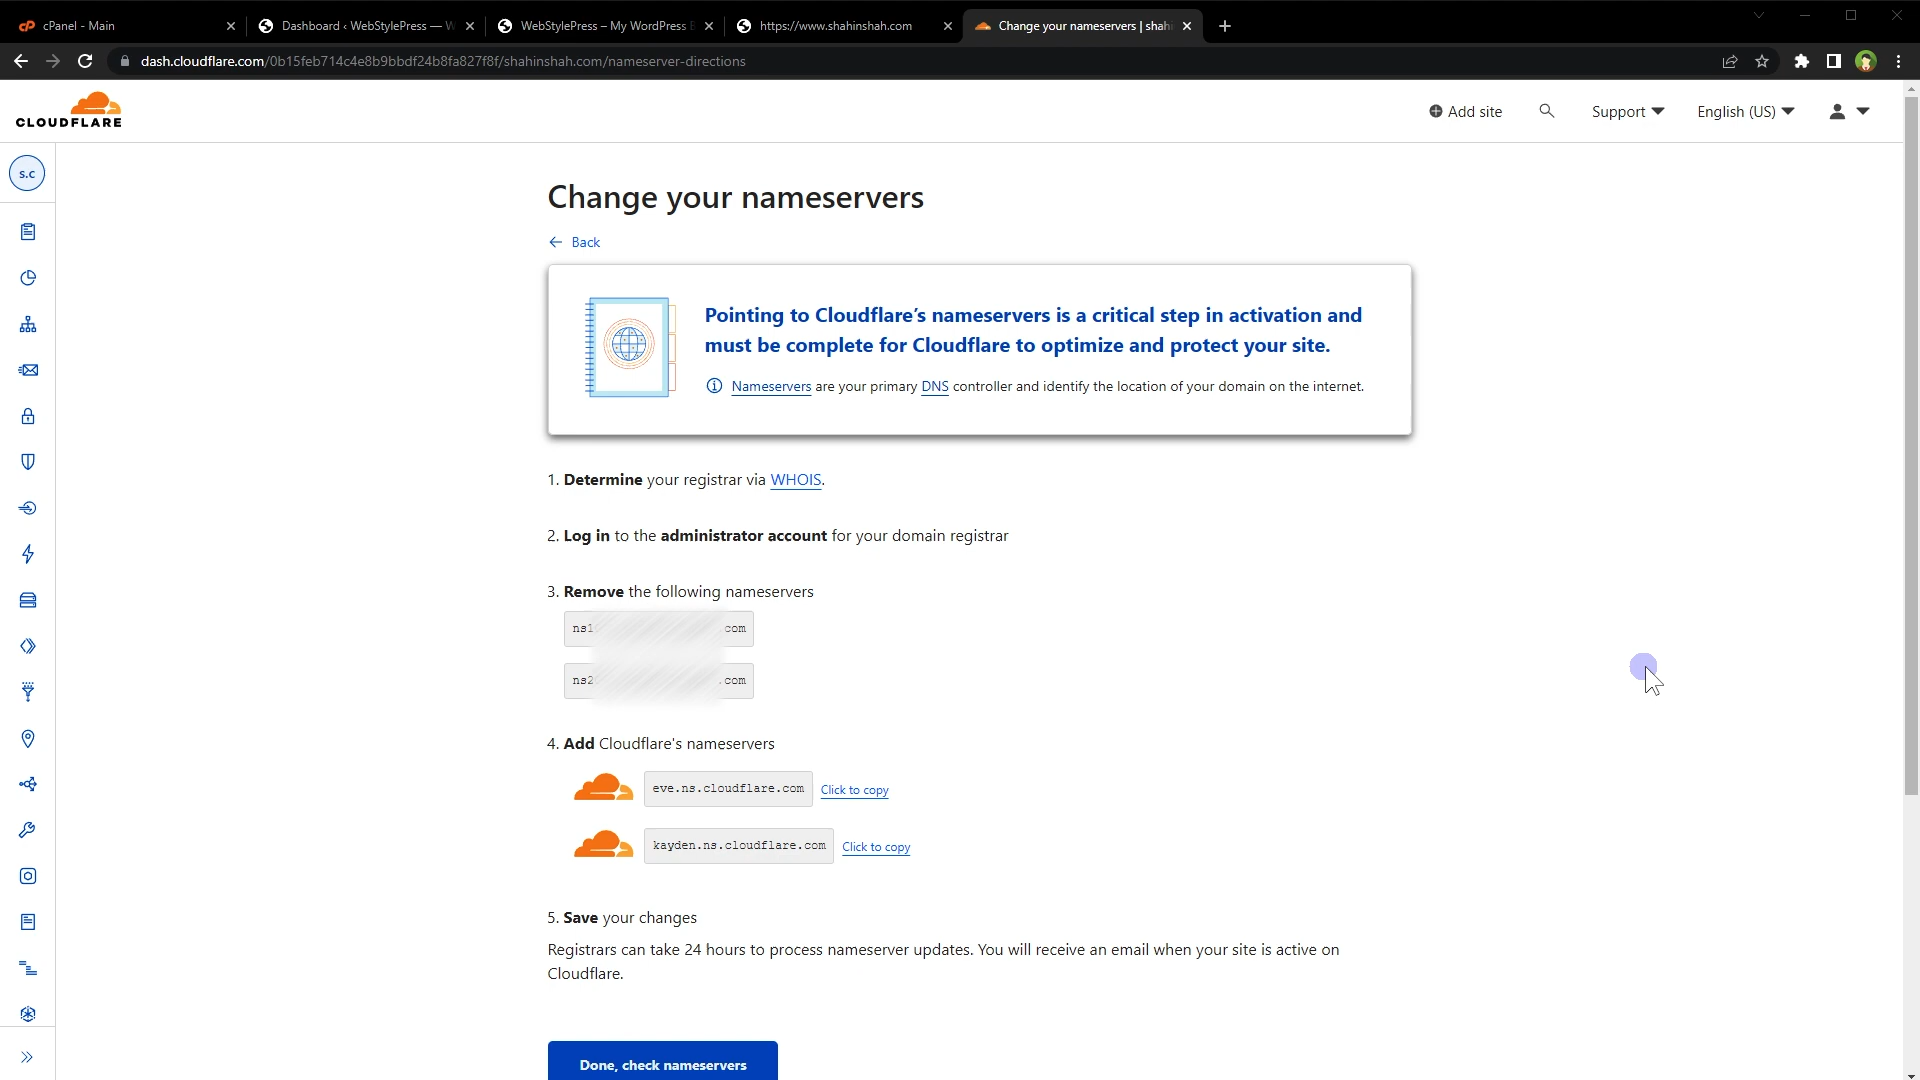 cPanel - Main
Dashboard ‹ WebStylePress — W
WebStylePress – My WordPress B
https://www.shahinshah.com
Change your nameservers | shahi
dash.cloudflare.com/0b15feb714c4e8b9bbdf24b8fa827f8f/shahinshah.com/nameserver-directions
CLOUDFLARE
Add site
Support
English (US)
s.c
Change your nameservers
Back
Pointing to Cloudflare’s nameservers is a critical step in activation and
must be complete for Cloudflare to optimize and protect your site.
Nameservers are your primary DNS controller and identify the location of your domain on the internet.
1. Determine your registrar via WHOIS.
2. Log in to the administrator account for your domain registrar
3. Remove the following nameservers
ns1 .com
ns2 .com
4. Add Cloudflare's nameservers
eve.ns.cloudflare.com Click to copy
kayden.ns.cloudflare.com Click to copy
5. Save your changes
Registrars can take 24 hours to process nameserver updates. You will receive an email when your site is active on
Cloudflare.
Done, check nameservers